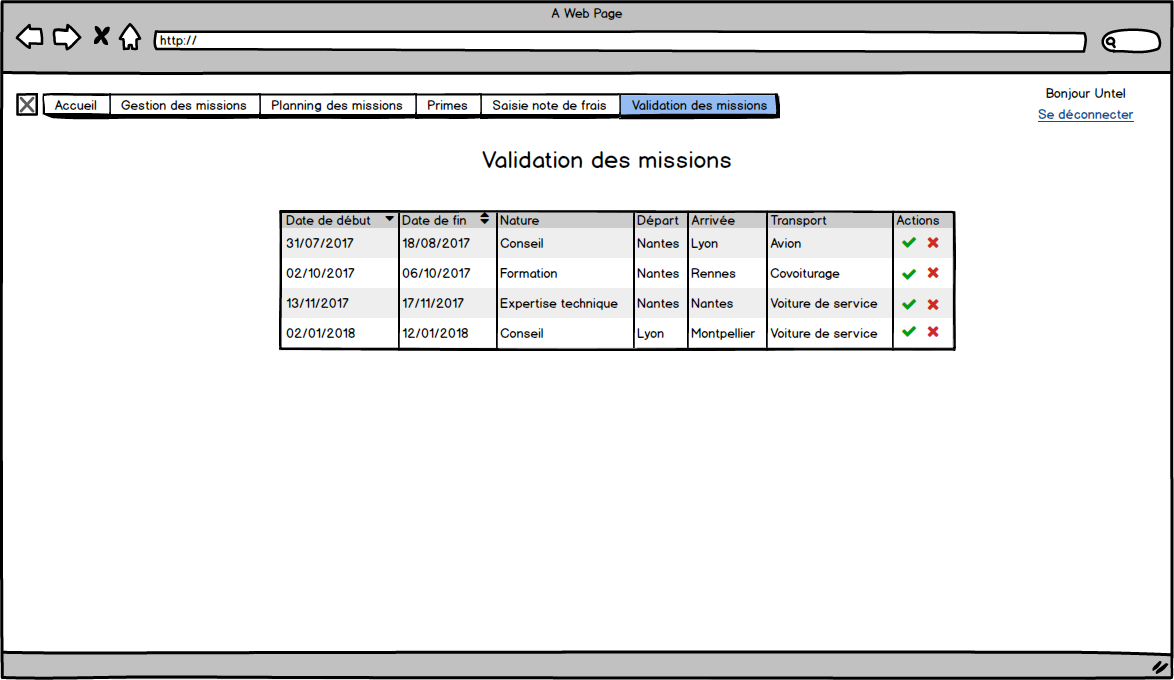 A Web Page
http://
Accueil Gestion des missions Planning des missions Primes Saisie note de frais Validation des missions
Bonjour Untel
Se déconnecter
Validation des missions
Date de début Date de fin Nature Départ Arrivée Transport Actions
31/07/2017 18/08/2017 Conseil Nantes Lyon Avion
02/10/2017 06/10/2017 Formation Nantes Rennes Covoiturage
13/11/2017 17/11/2017 Expertise technique Nantes Nantes Voiture de service
02/01/2018 12/01/2018 Conseil Lyon Montpellier Voiture de service